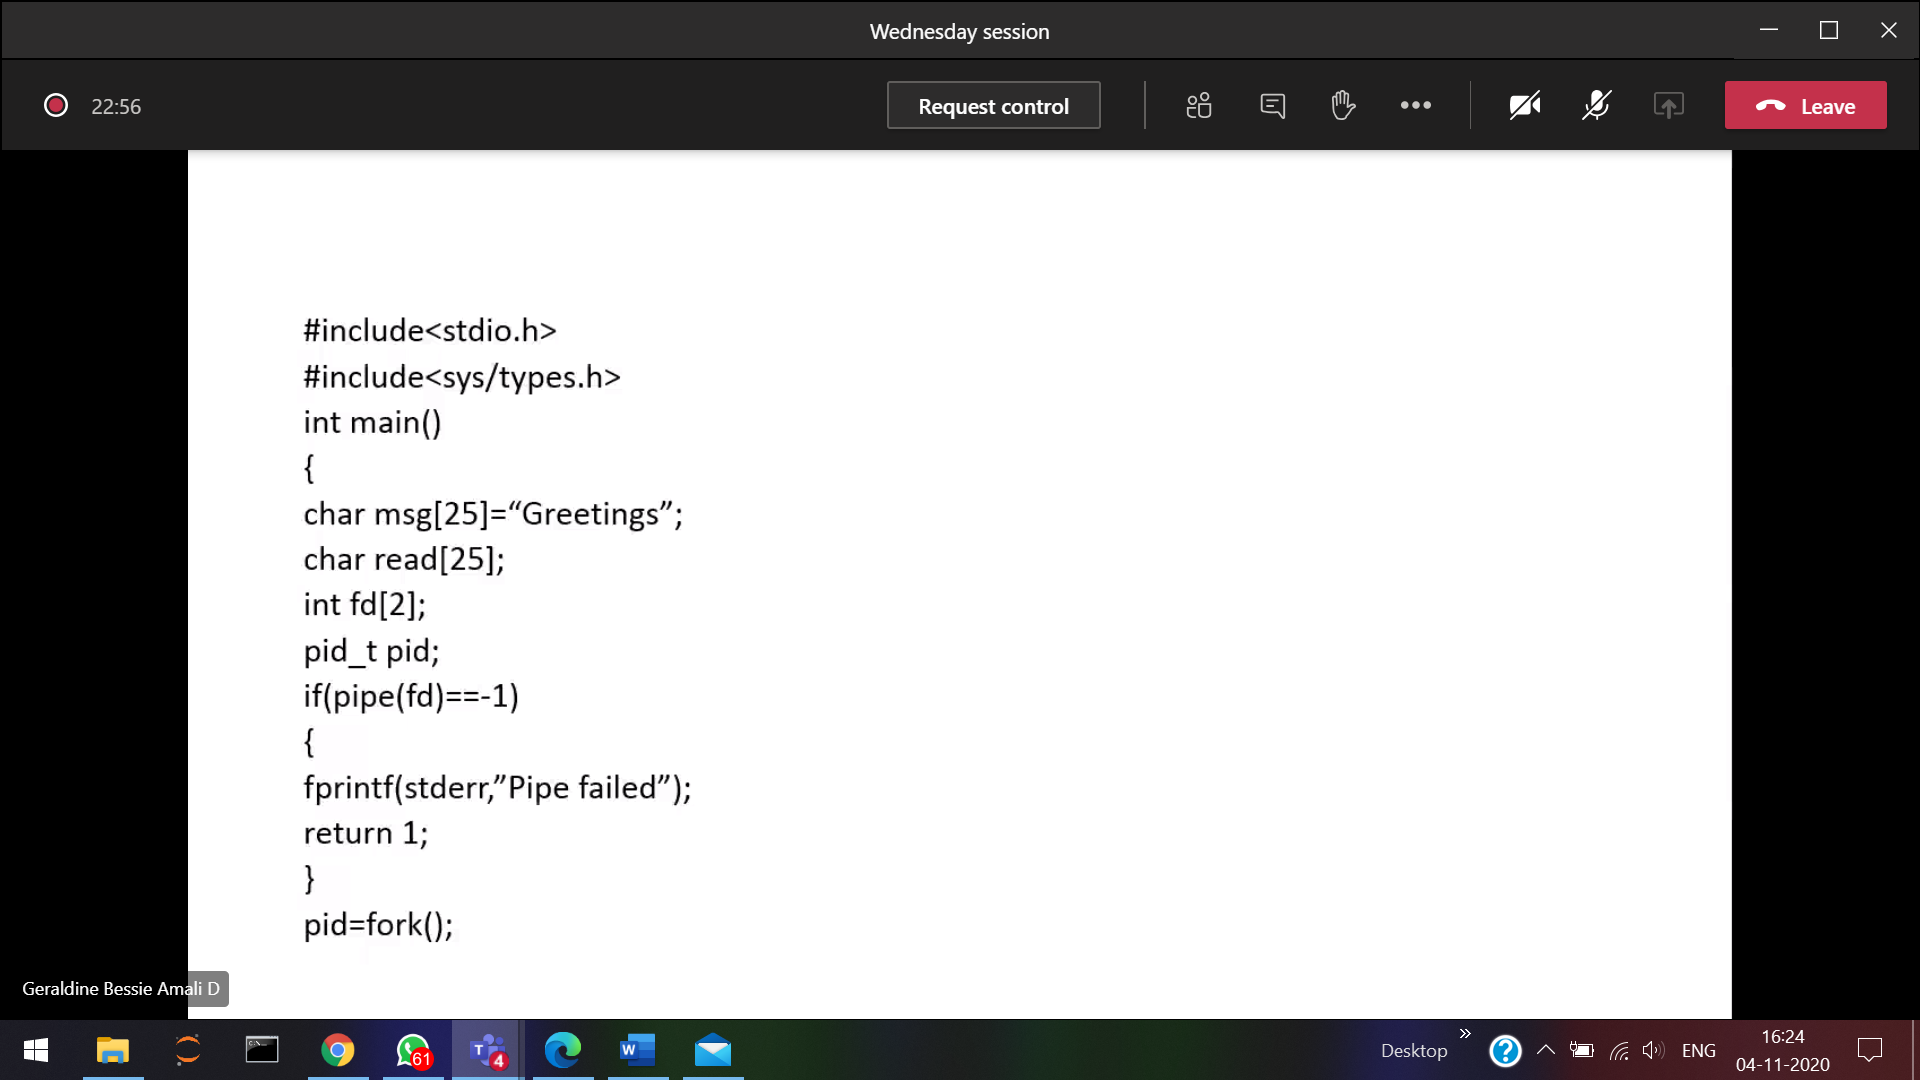 Wednesday session
22:56
Request control
Leave
#include<stdio.h>
#include<sys/types.h>
int main()
{
char msg[25]=“Greetings”;
char read[25];
int fd[2];
pid_t pid;
if(pipe(fd)==-1)
{
fprintf(stderr,”Pipe failed”);
return 1;
}
pid=fork();
Geraldine Bessie Amali D
61
T
4
W
Desktop
»
?
ENG
16:24
04-11-2020